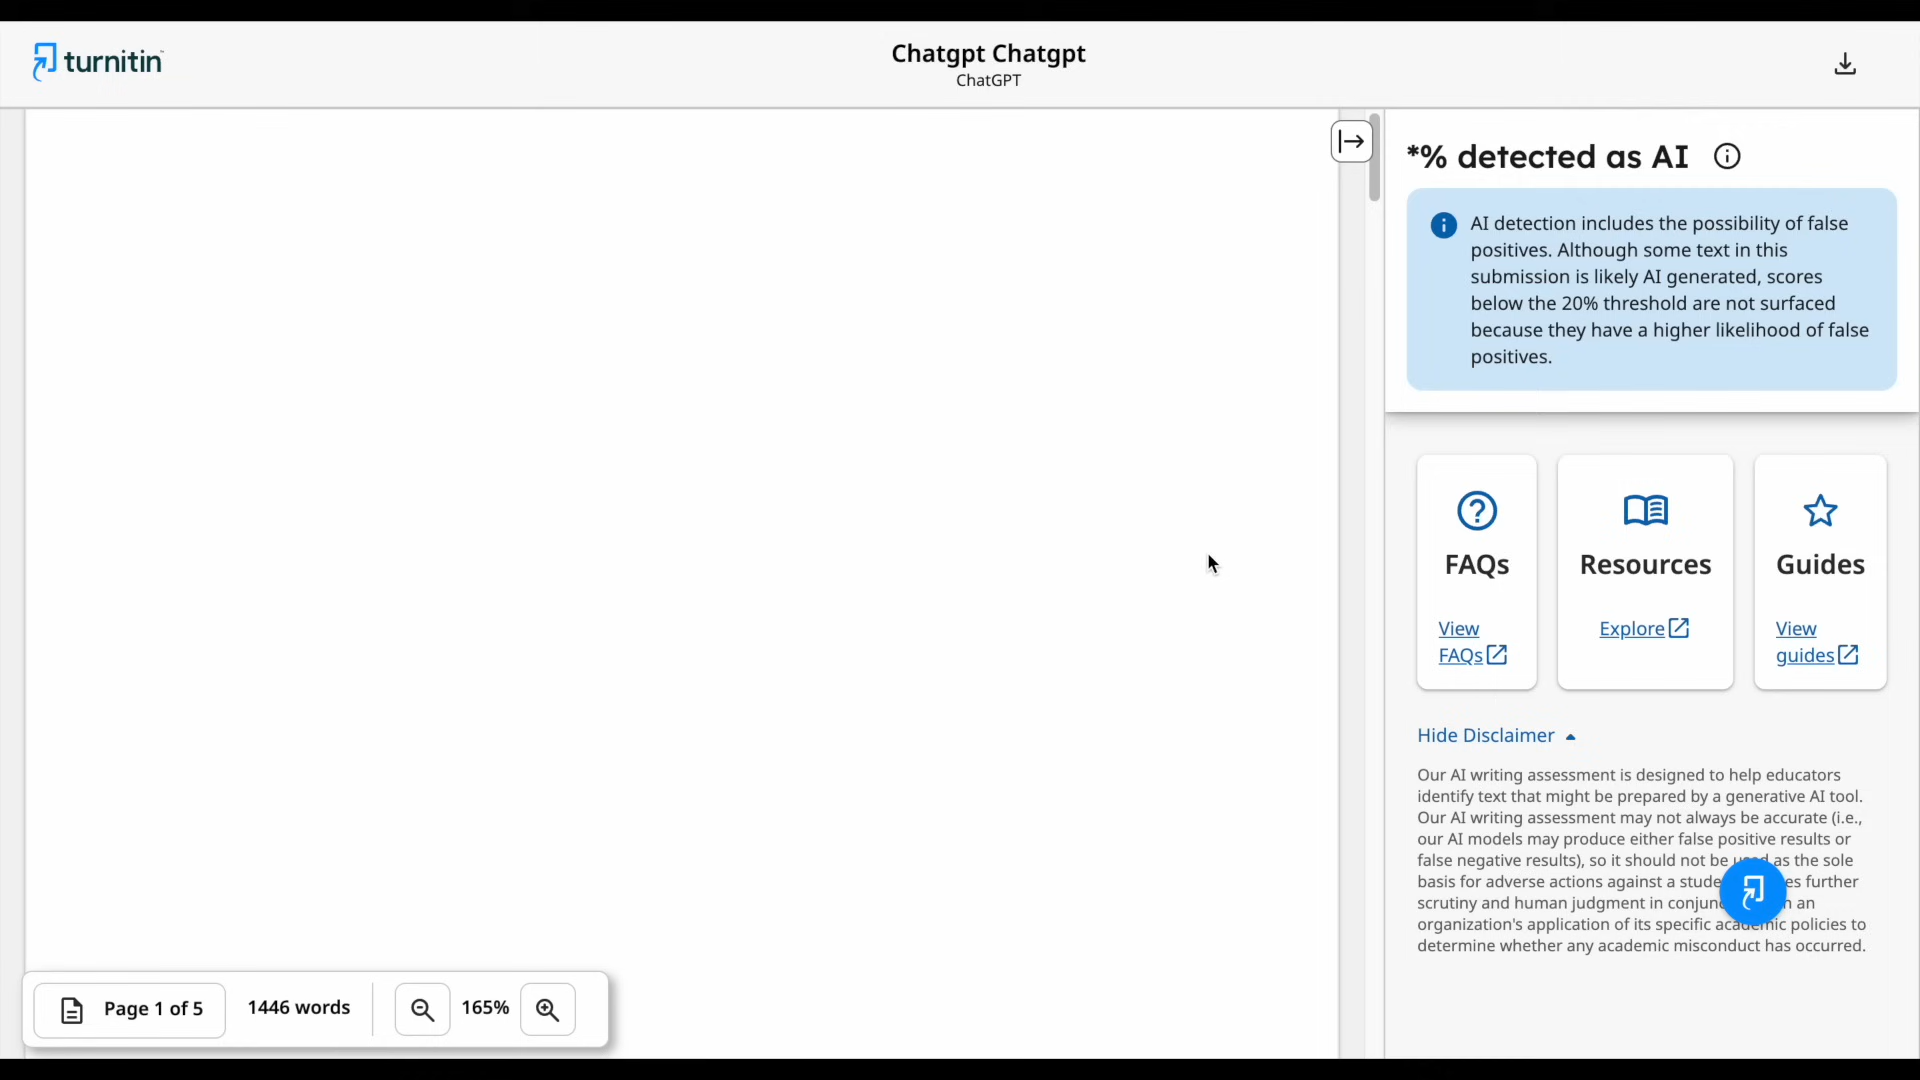 turnitin
Chatgpt Chatgpt
ChatGPT
*% detected as AI
AI detection includes the possibility of false
positives. Although some text in this
submission is likely AI generated, scores
below the 20% threshold are not surfaced
because they have a higher likelihood of false
positives.
FAQs
View
FAQs
Resources
Explore
Guides
View
guides
Hide Disclaimer
Our AI writing assessment is designed to help educators
identify text that might be prepared by a generative AI tool.
Our AI writing assessment may not always be accurate (i.e.,
our AI models may produce either false positive results or
false negative results), so it should not be used as the sole
basis for adverse actions against a further
scrutiny and human judgment in an
organization's application of its specific academic policies to
determine whether any academic misconduct has occurred.
Page 1 of 5
1446 words
165%